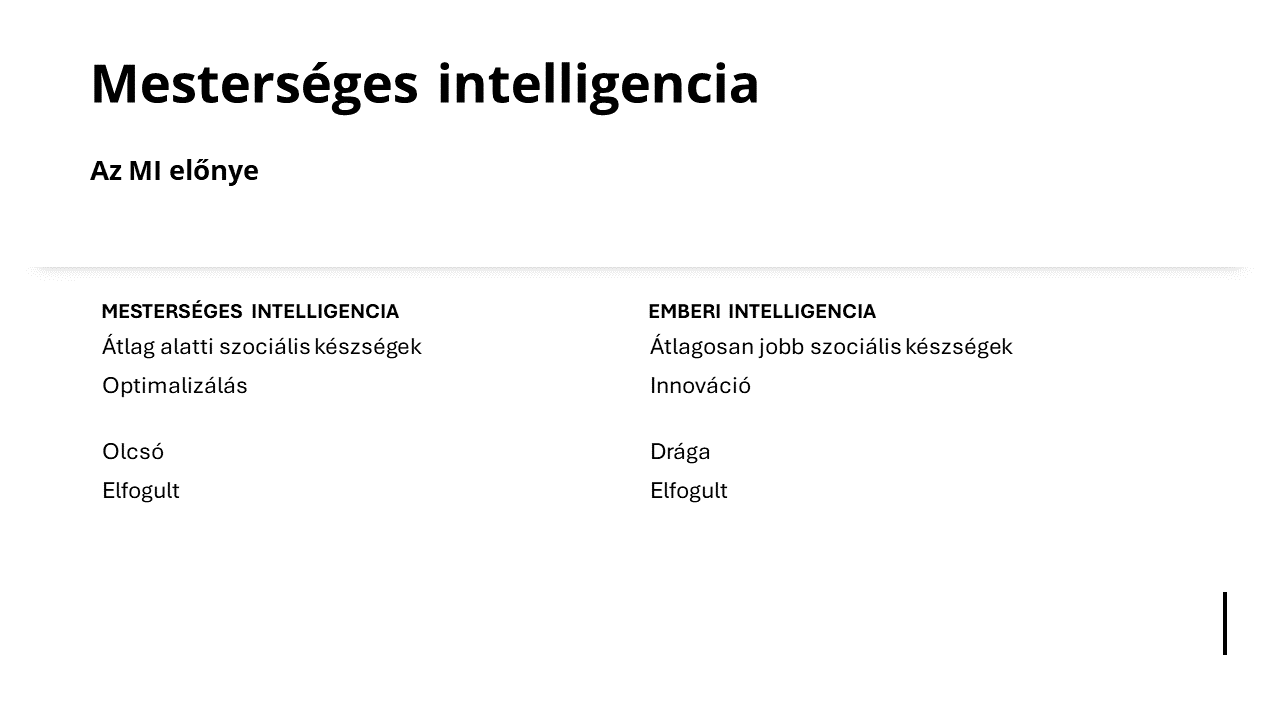 Mesterséges intelligencia
Az MI előnye
MESTERSÉGES INTELLIGENCIA
Átlag alatti szociális készségek
Optimalizálás
Olcsó
Elfogult
EMBERI INTELLIGENCIA
Átlagosan jobb szociális készségek
Innováció
Drága
Elfogult